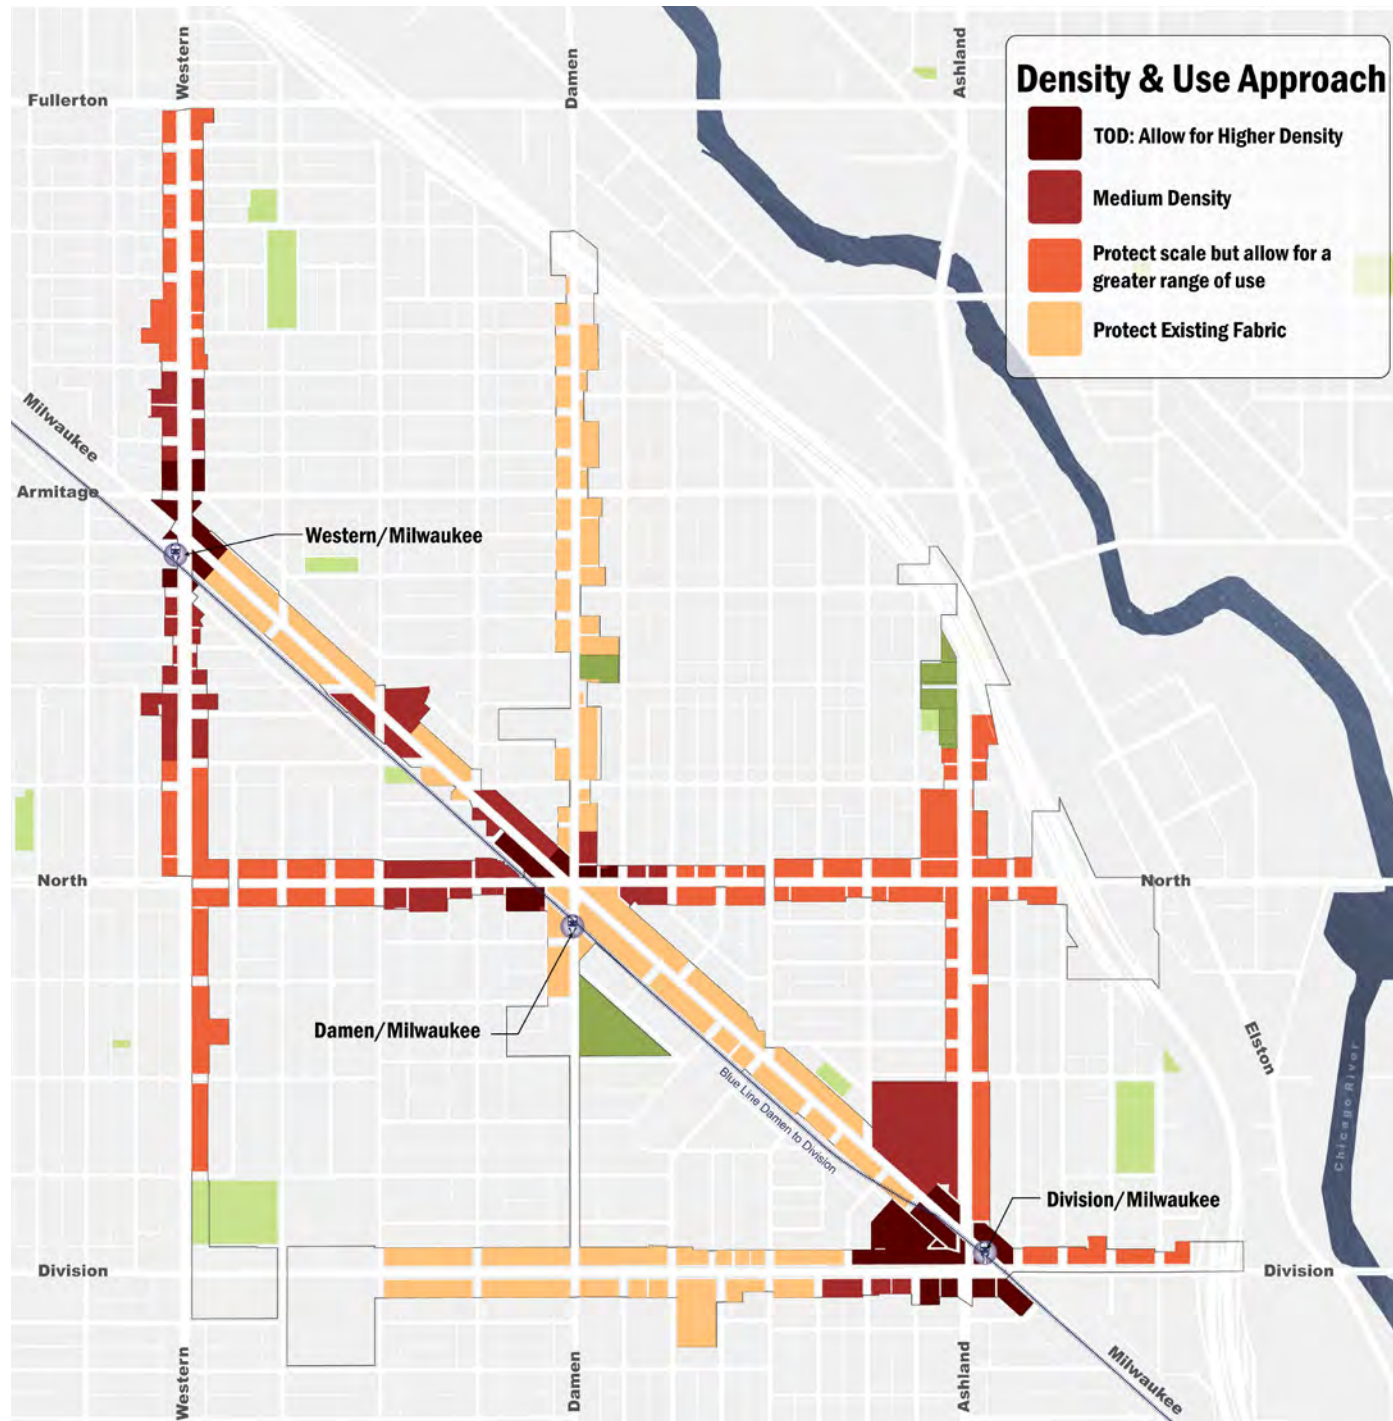 Western
Damen
Ashland
Fullerton
Density & Use Approach
TOD: Allow for Higher Density
Medium Density
Protect scale but allow for a
greater range of use
Protect Existing Fabric
Milwaukee
Armitage
Western/Milwaukee
North
North
Damen/Milwaukee
Elston
Chicago River
Blue Line Damen to Division
Division/Milwaukee
Division
Division
Western
Damen
Ashland
Milwaukee